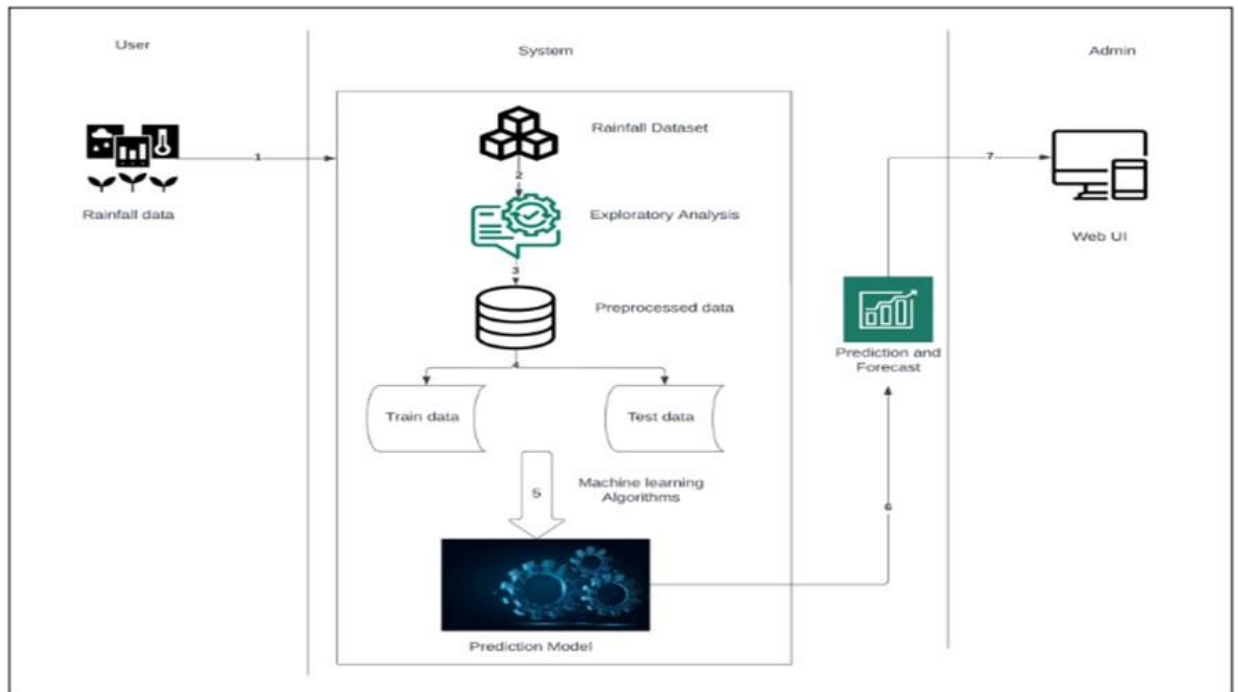 User
System
Admin
Rainfall Dataset
1
2
7
Rainfall data
Exploratory Analysis
Web UI
3
Preprocessed data
Prediction and
Forecast
4
Train data
Test data
Machine learning
Algorithms
5
6
Prediction Model